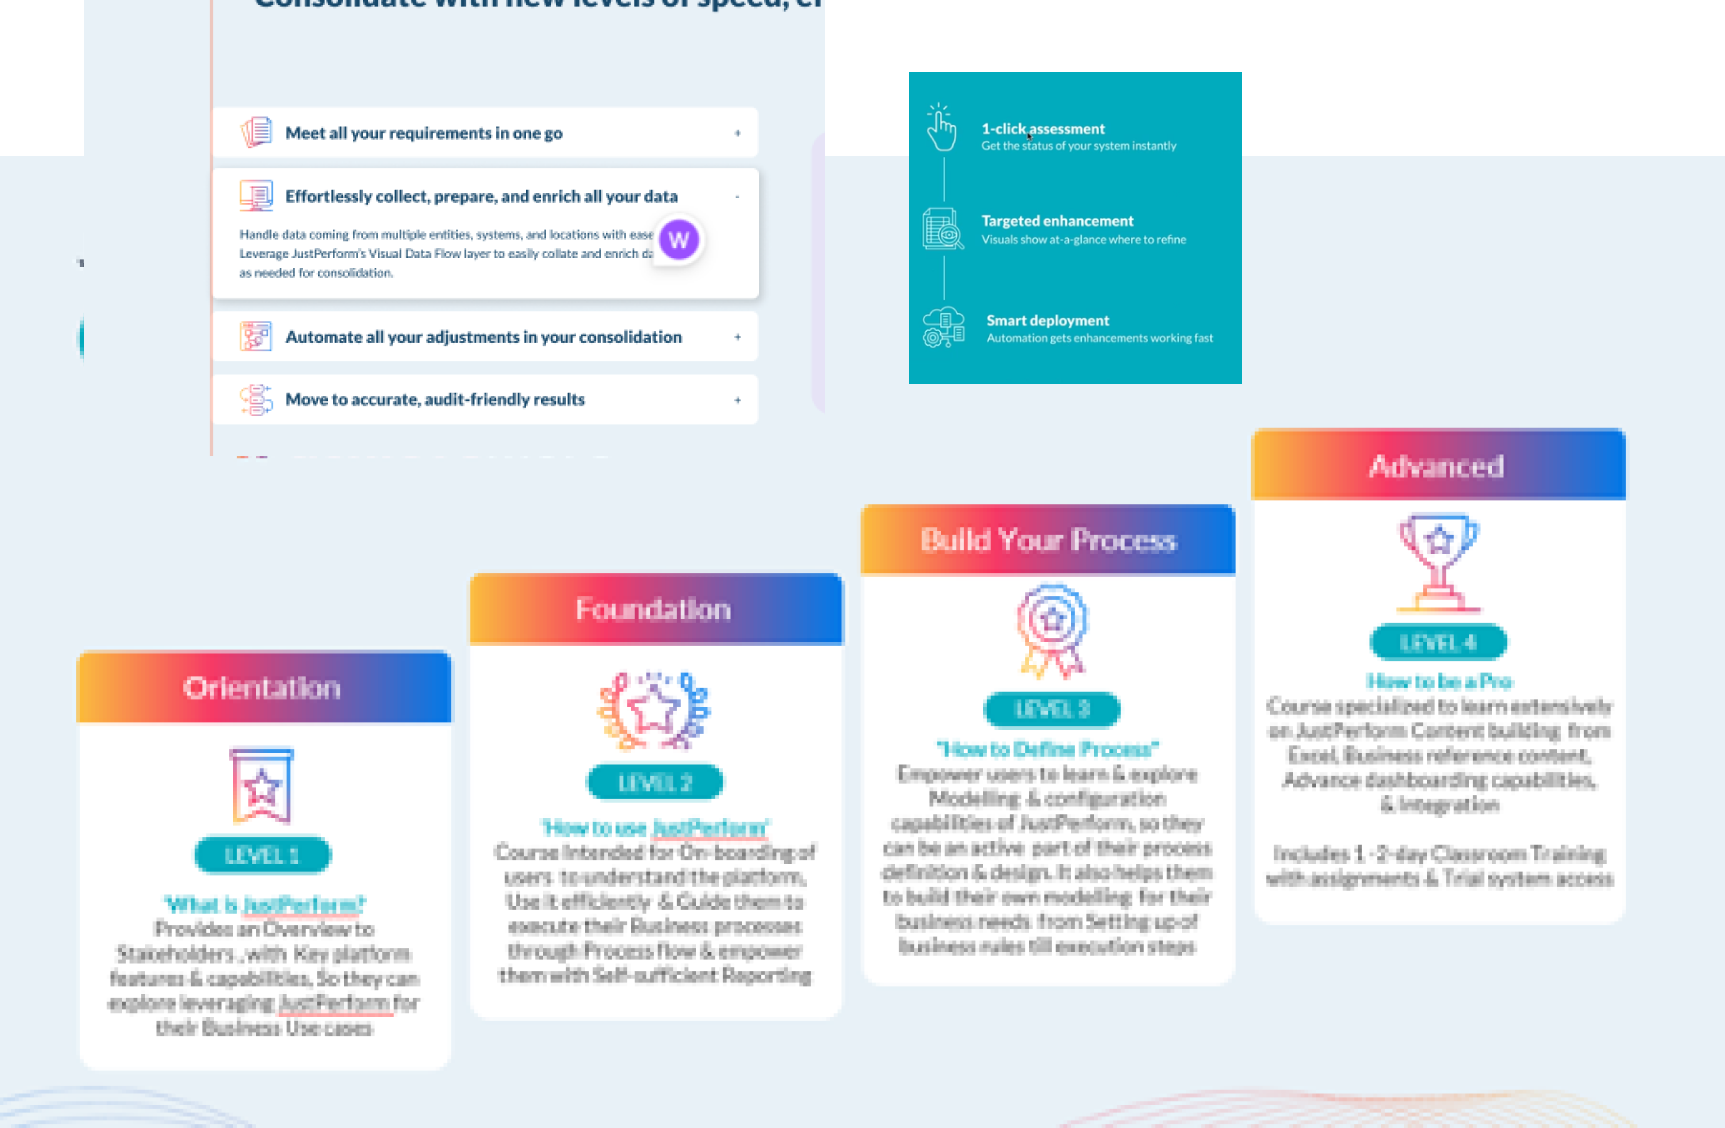 Consolidate with new levels of speed,
Meet all your requirements in one go
+
Effortlessly collect, prepare, and enrich all your data
-
Handle data coming from multiple entities, systems, and locations with ease
Leverage JustPerform's Visual Data Flow layer to easily collate and enrich
as needed for consolidation.
W
Automate all your adjustments in your consolidation
+
Move to accurate, audit-friendly results
+
1-click assessment
Get the status of your system instantly
Targeted enhancement
Visuals show at-a-glance where to refine
Smart deployment
Automation gets enhancements working fast
Orientation
LEVEL 1
'What is JustPerform?'
Provides an Overview to
Stakeholders ,with Key platform
features & capabilities, So they can
explore leveraging JustPerform for
their Business Use cases
Foundation
LEVEL 2
'How to use JustPerform'
Course Intended for On-boarding of
users to understand the platform,
Use it efficiently & Guide them to
execute their Business processes
through Process flow & empower
them with Self-sufficient Reporting
Build Your Process
LEVEL 3
"How to Define Process"
Empower users to learn & explore
Modelling & configuration
capabilities of JustPerform, so they
can be an active part of their process
definition & design. It also helps them
to build their own modelling for their
business needs from Setting up of
business rules till execution steps
Advanced
LEVEL 4
How to be a Pro
Course specialized to learn extensively
on JustPerform Content building from
Excel, Business reference content,
Advance dashboarding capabilities,
& Integration
Includes 1 -2-day Classroom Training
with assignments & Trial system access